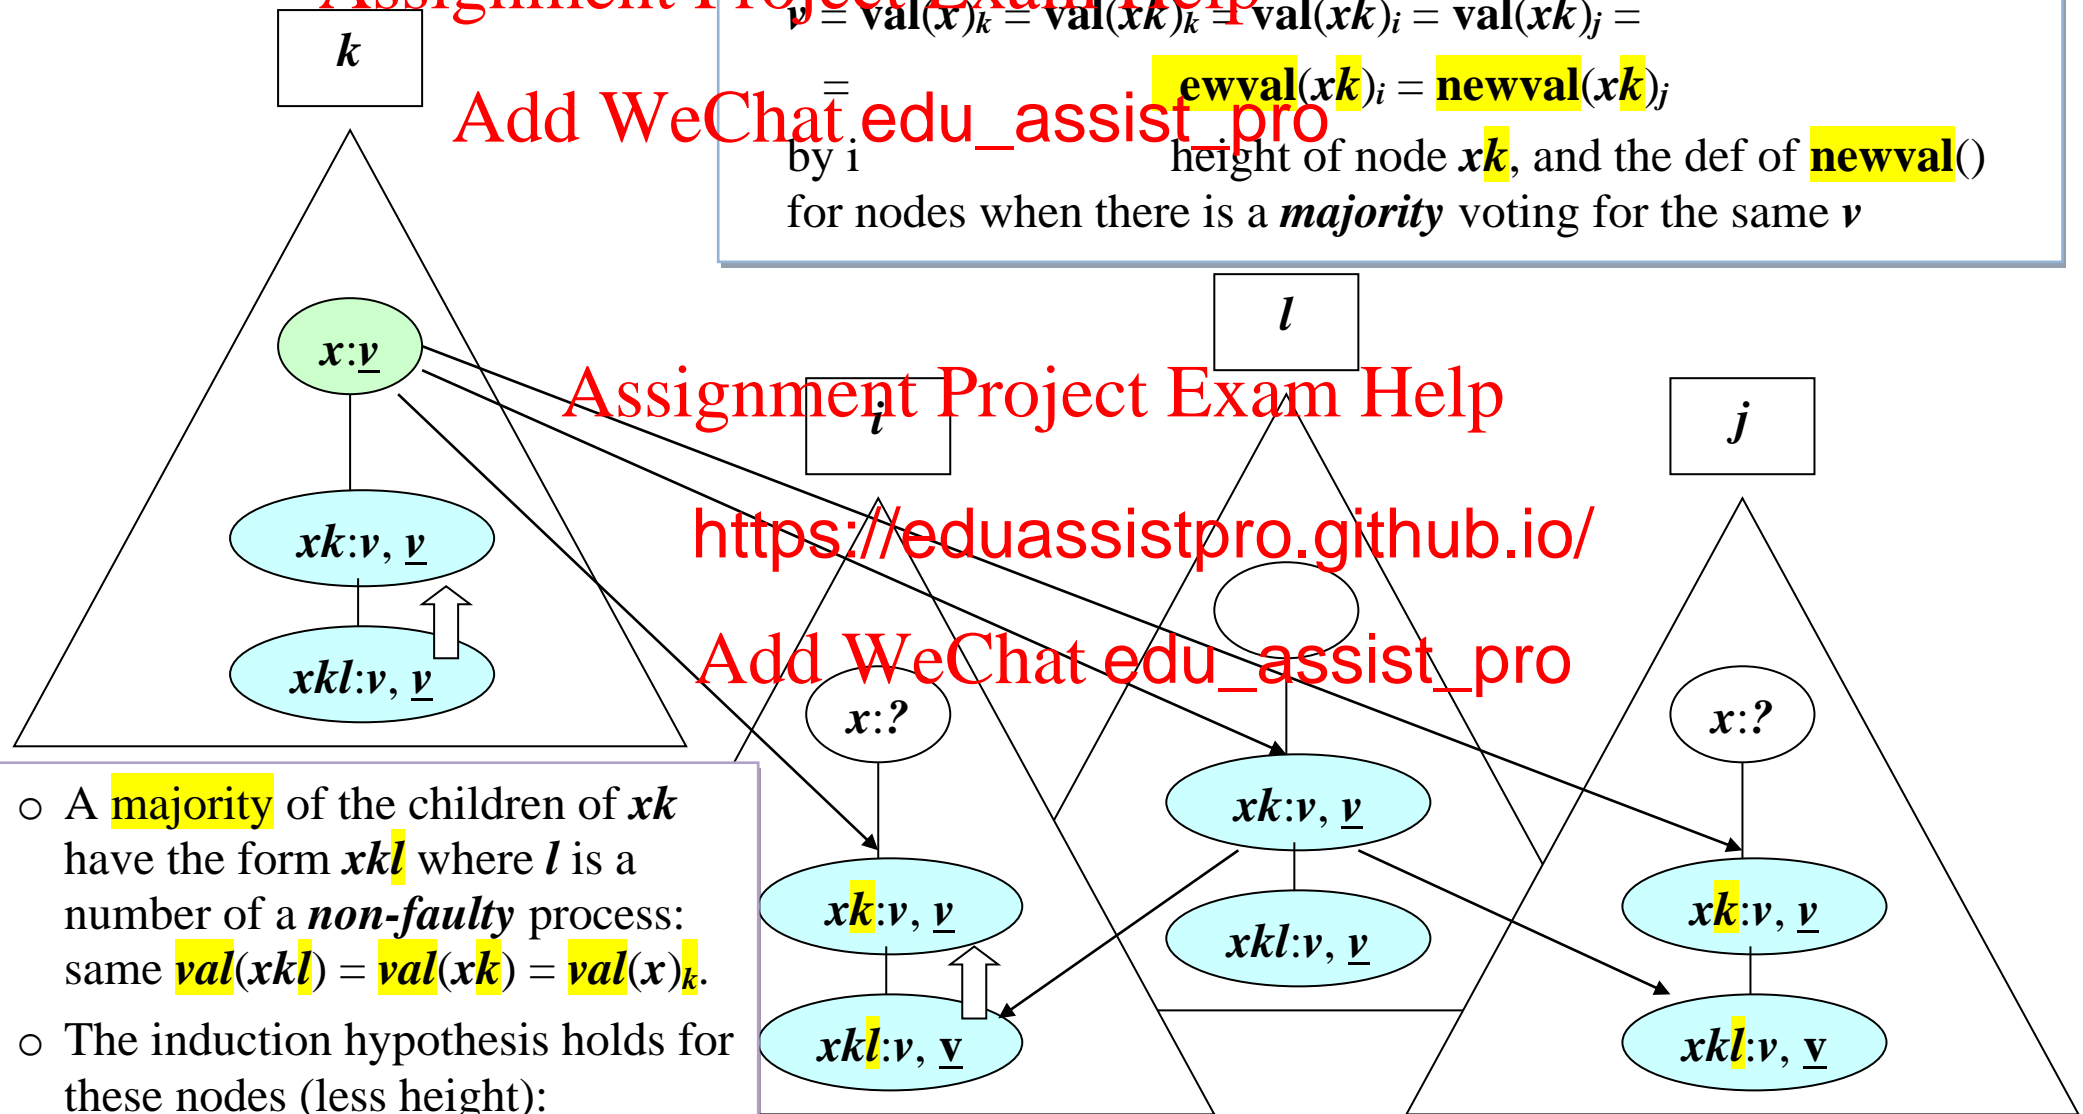 Assignment Project Exam Help
v = val(x)k = val(xk)k = val(xk)i = val(xk)j =
k
= ewval(xk)i = newval(xk)j
Add WeChat edu_assist_pro
by i height of node xk, and the def of newval()
for nodes when there is a majority voting for the same v
l
x:v
Assignment Project Exam Help
i
j
https://eduassistpro.github.io/
xk:v, v
Add WeChat edu_assist_pro
xkl:v, v
x:?
x:?
xk:v, v
o A majority of the children of xk
have the form xkl where l is a
number of a non-faulty process:
same val(xkl) = val(xk) = val(x)k.
o The induction hypothesis holds for
these nodes (less height):
xk:v, v
xkl:v, v
xk:v, v
xkl:v, v
xkl:v, v